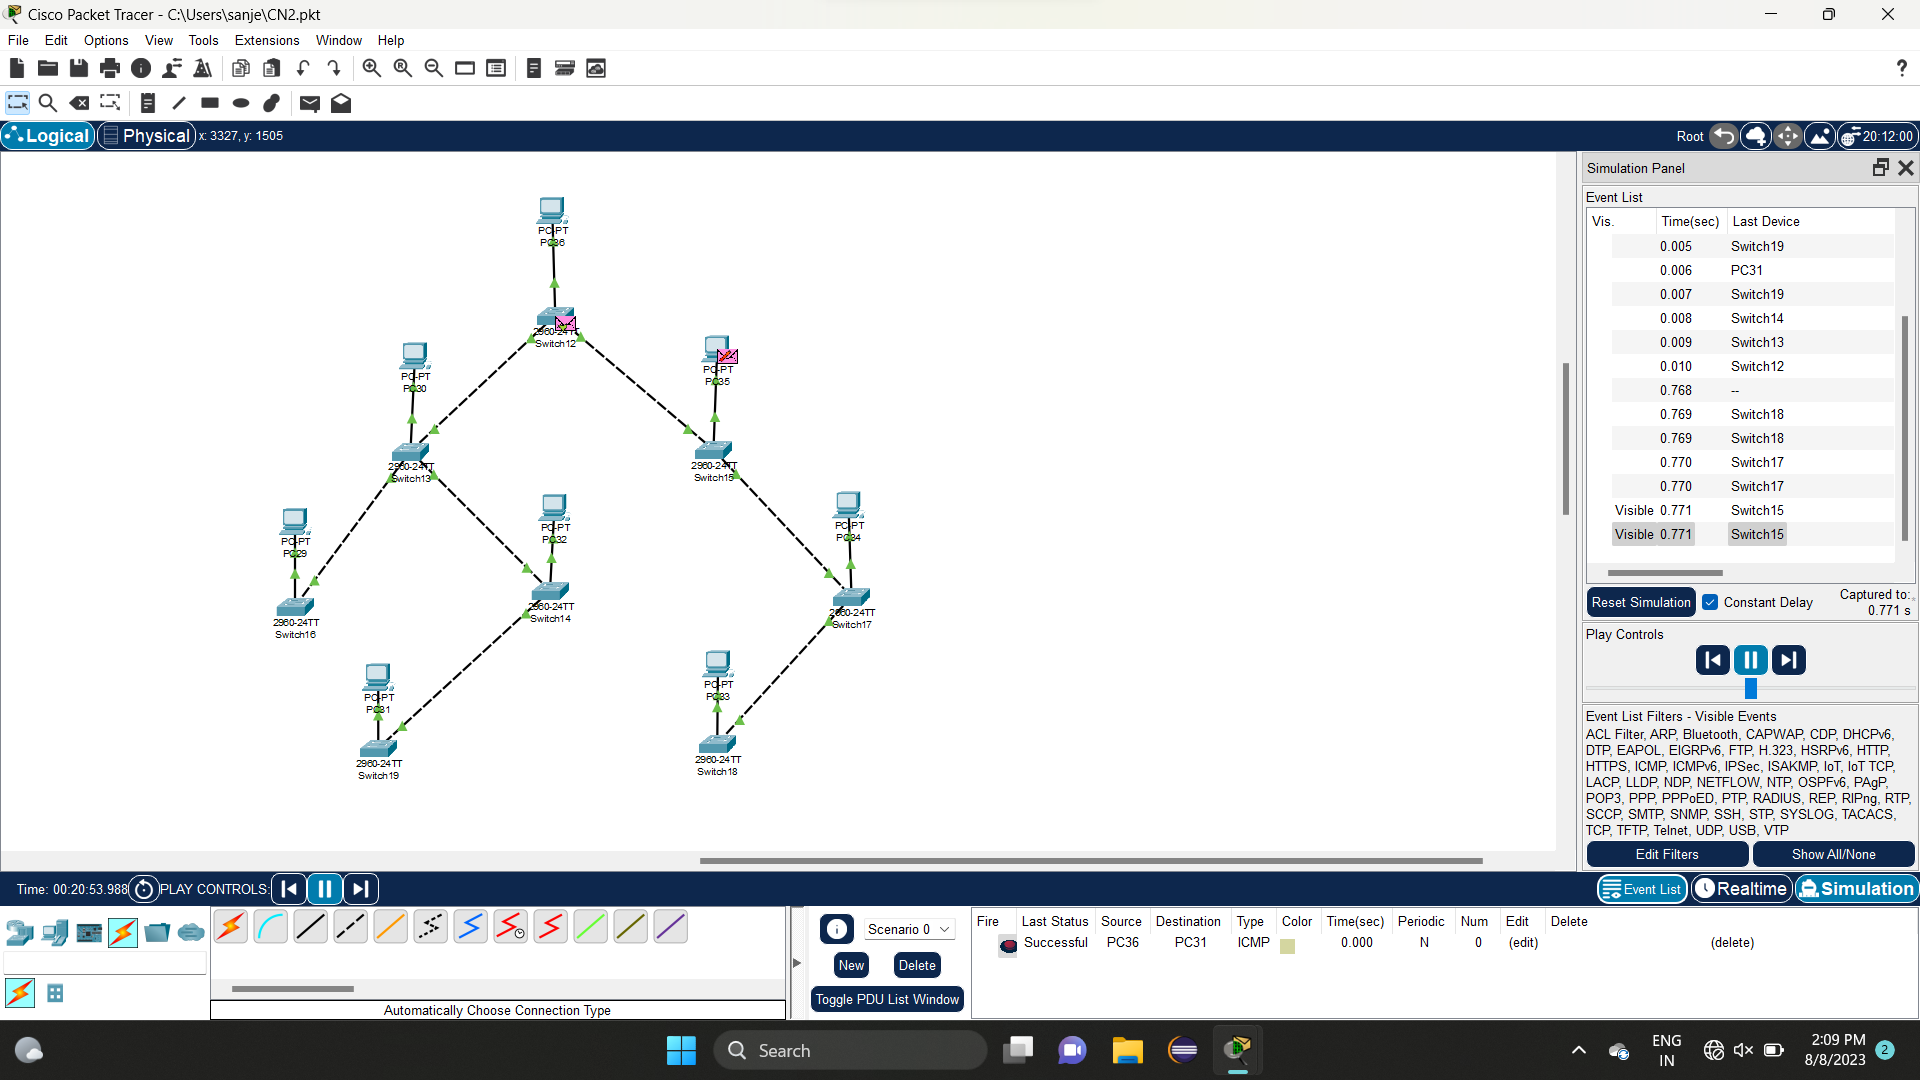 Cisco Packet Tracer - C:\Users\sanje\CN2.pkt
File Edit Options View Tools Extensions Window Help
?
Logical Physical x: 3327, y: 1505 Root 20:12:00
Simulation Panel
Event List
Vis. Time(sec) Last Device
0.005 Switch19
0.006 PC31
0.007 Switch19
0.008 Switch14
0.009 Switch13
0.010 Switch12
0.768 --
0.769 Switch18
0.769 Switch18
0.770 Switch17
0.770 Switch17
Visible 0.771 Switch15
Visible 0.771 Switch15
Reset Simulation Constant Delay Captured to:
0.771 s
Play Controls
Event List Filters - Visible Events
ACL Filter, ARP, Bluetooth, CAPWAP, CDP, DHCPv6,
DTP, EAPOL, EIGRPv6, FTP, H.323, HSRPv6, HTTP,
HTTPS, ICMP, ICMPv6, IPSec, ISAKMP, IoT, IoT TCP,
LACP, LLDP, NDP, NETFLOW, NTP, OSPFv6, PAgP,
POP3, PPP, PPPoED, PTP, RADIUS, REP, RIPng, RTP,
SCCP, SMTP, SNMP, SSH, STP, SYSLOG, TACACS,
TCP, TFTP, Telnet, UDP, USB, VTP
Edit Filters Show All/None
PC-PT
PC36
2960-24TT
Switch12
PC-PT
PC30
PC-PT
PC35
2960-24TT
Switch13
2960-24TT
Switch15
PC-PT
PC29
PC-PT
PC32
PC-PT
PC34
2960-24TT
Switch16
2960-24TT
Switch14
2960-24TT
Switch17
PC-PT
PC31
PC-PT
PC33
2960-24TT
Switch19
2960-24TT
Switch18
Time: 00:20:53.988 PLAY CONTROLS: Event List Realtime Simulation
Automatically Choose Connection Type
Scenario 0
New Delete
Toggle PDU List Window
Fire Last Status Source Destination Type Color Time(sec) Periodic Num Edit Delete
Successful PC36 PC31 ICMP 0.000 N 0 (edit) (delete)
Search
ENG
IN
2:09 PM
8/8/2023
2